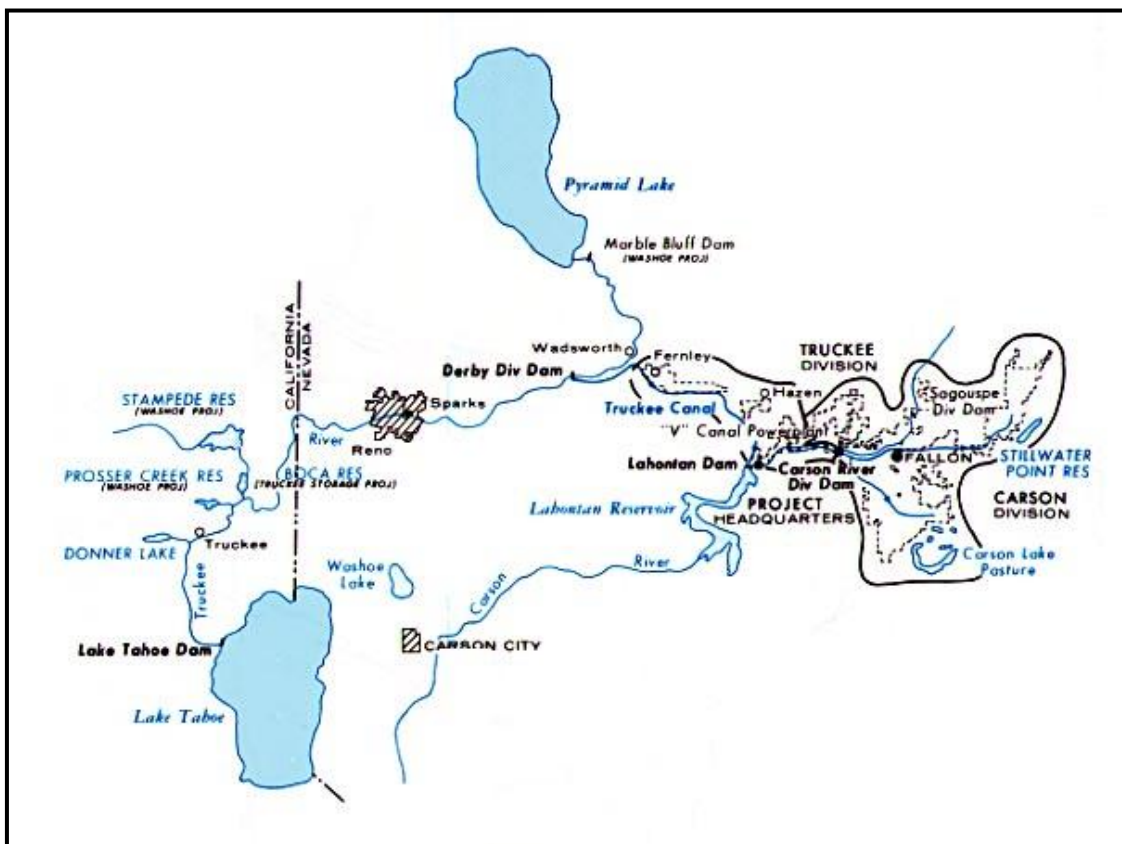 Pyramid Lake
Marble Bluff Dam
(WASHOE PROJ)
CALIFORNIA
NEVADA
Wadsworth
Fernley
TRUCKEE
DIVISION
Derby Div Dam
Hazen
Sagouspe
Div Dam
STAMPEDE RES
(WASHOE PROJ)
Sparks
Truckee Canal
"V" Canal Powerplant
River
Reno
Lahontan Dam
Carson River
Div Dam
FALLON
STILLWATER
POINT RES
PROSSER CREEK RES
(WASHOE PROJ)
BOCA RES
(TRUCKEE STORAGE PROJ)
Lahontan Reservoir
PROJECT
HEADQUARTERS
CARSON
DIVISION
DONNER LAKE
Truckee
Washoe
Lake
River
Carson Lake
Pasture
Truckee
Carson
Lake Tahoe Dam
CARSON CITY
Lake Tahoe